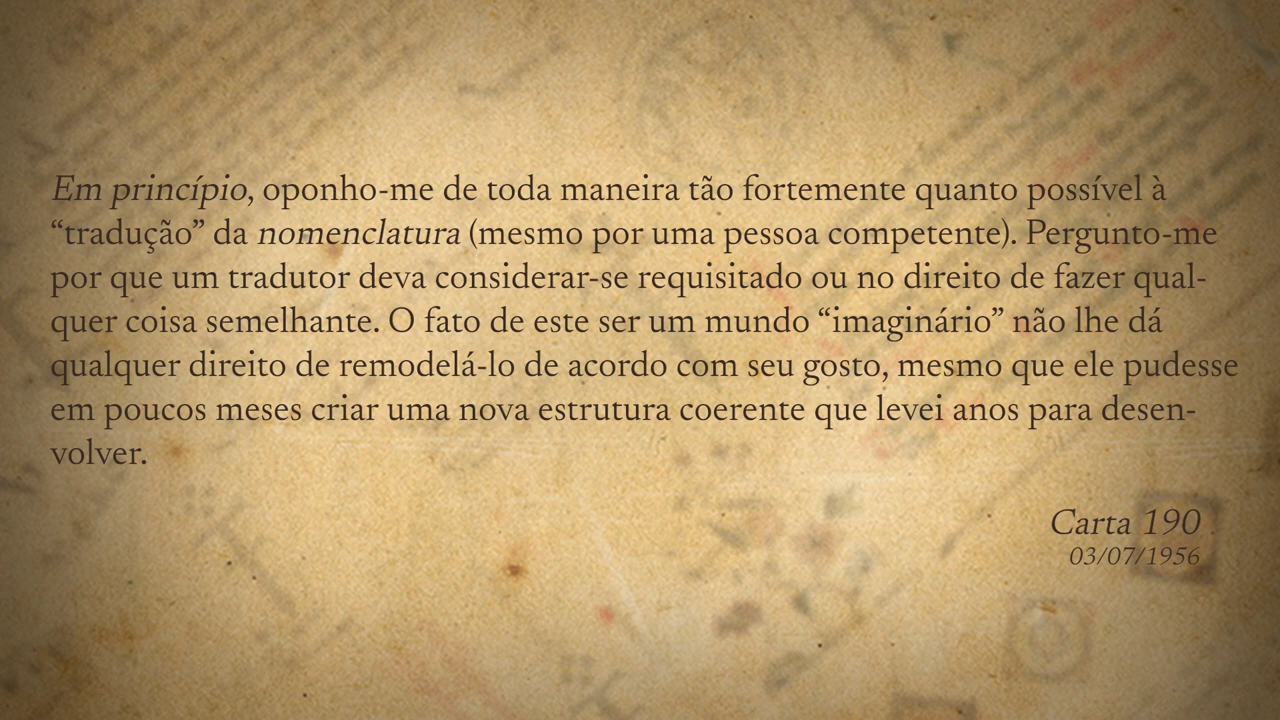 Em princípio, oponho-me de toda maneira tão fortemente quanto possível à
“tradução” da nomenclatura (mesmo por uma pessoa competente). Pergunto-me
por que um tradutor deva considerar-se requisitado ou no direito de fazer qual-
quer coisa semelhante. O fato de este ser um mundo “imaginário” não lhe dá
qualquer direito de remodelá-lo de acordo com seu gosto, mesmo que ele pudesse
em poucos meses criar uma nova estrutura coerente que levei anos para desen-
volver.
Carta 190
03/07/1956